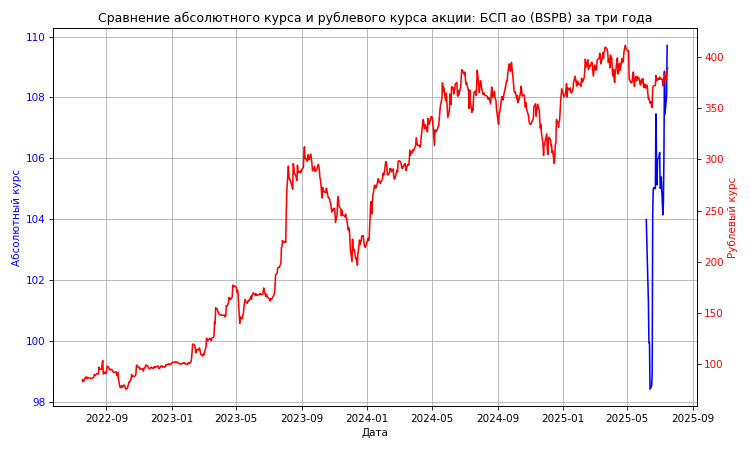 Сравнение абсолютного курса и рублевого курса акции: БСП ао (BSPB) за три года
110
108
106
104
102
100
98
Абсолютный курс
400
350
300
250
200
150
100
Рублевый курс
2022-09 2023-01 2023-05 2023-09 2024-01 2024-05 2024-09 2025-01 2025-05 2025-09
Дата